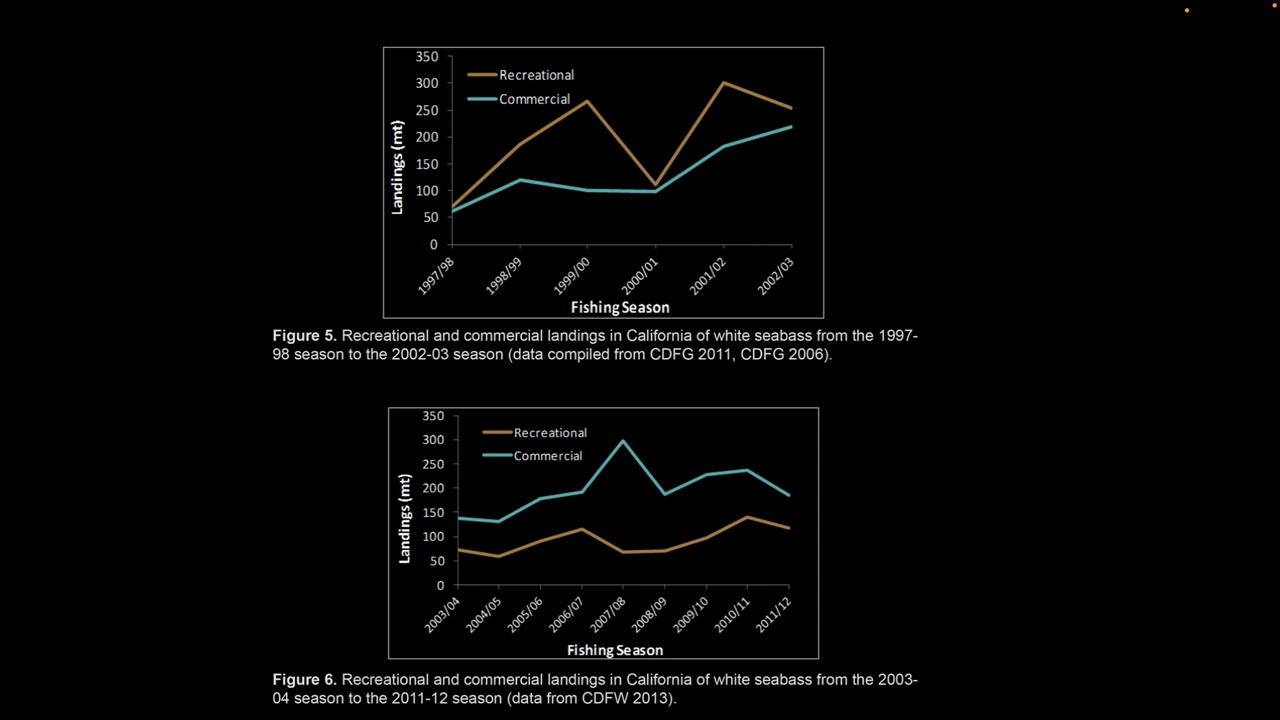 350
300
250
200
150
100
50
0
Landings (mt)
Recreational
Commercial
1997/98
1998/99
1999/00
2000/01
2001/02
2002/03
Fishing Season
Figure 5. Recreational and commercial landings in California of white seabass from the 1997-
98 season to the 2002-03 season (data compiled from CDFG 2011, CDFG 2006).
350
300
250
200
150
100
50
0
Landings (mt)
Recreational
Commercial
2003/04
2004/05
2005/06
2006/07
2007/08
2008/09
2009/10
2010/11
2011/12
Fishing Season
Figure 6. Recreational and commercial landings in California of white seabass from the 2003-
04 season to the 2011-12 season (data from CDFW 2013).